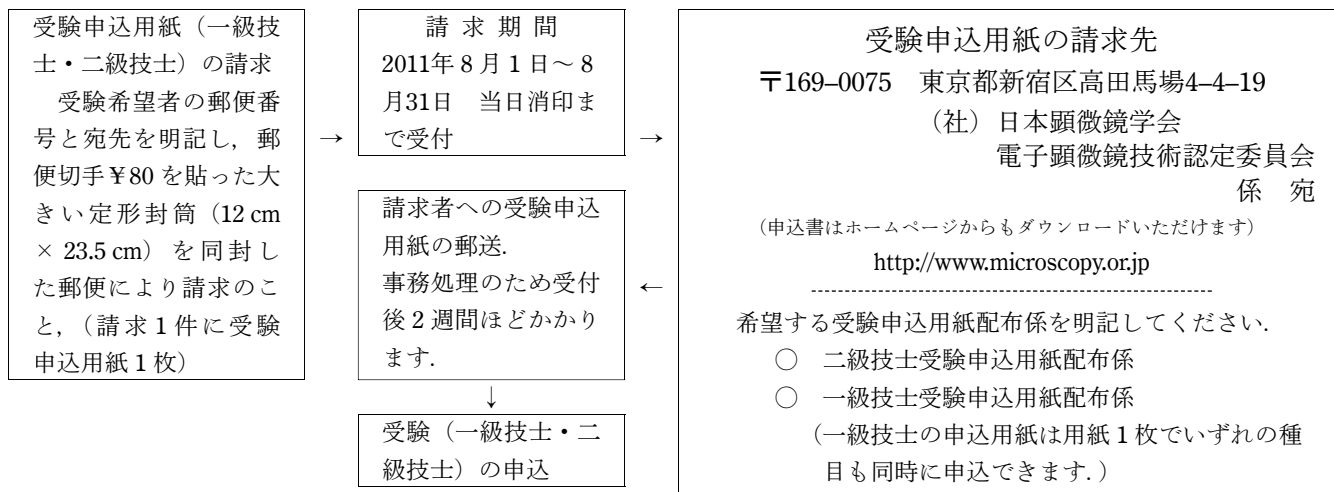 受験申込用紙（一級技
士・二級技士）の請求
受験希望者の郵便番
号と宛先を明記し，郵
便切手￥80 を貼った大
きい定形封筒（12 cm
× 23.5 cm）を同封し
た郵便により請求のこ
と，（請求 1 件に受験
申込用紙 1 枚）
→
請 求 期 間
2011年 8 月 1 日～ 8
月31日　当日消印ま
で受付
→
受験申込用紙の請求先
〒169–0075　東京都新宿区高田馬場4–4–19
（社）日本顕微鏡学会
電子顕微鏡技術認定委員会
係　宛
（申込書はホームページからもダウンロードいただけます）
http://www.microscopy.or.jp
希望する受験申込用紙配布係を明記してください．
○　二級技士受験申込用紙配布係
○　一級技士受験申込用紙配布係
（一級技士の申込用紙は用紙 1 枚でいずれの種
目も同時に申込できます．）
←
請求者への受験申込
用紙の郵送．
事務処理のため受付
後 2 週間ほどかかり
ます．
↓
受験（一級技士・二
級技士）の申込